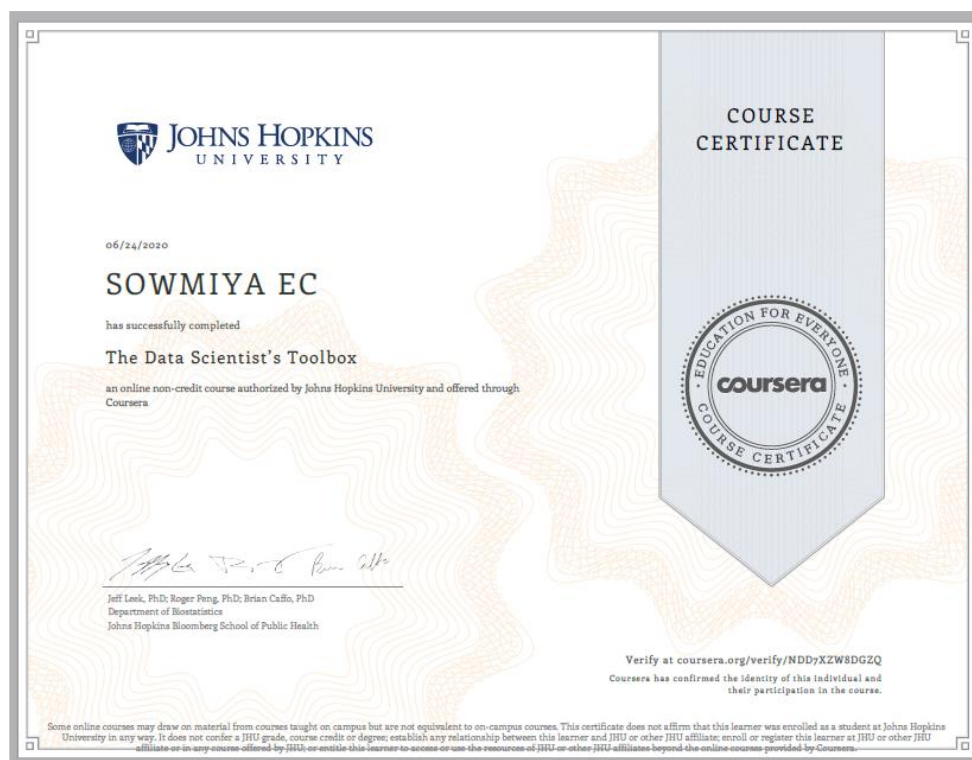 JOHNS HOPKINS
UNIVERSITY
COURSE
CERTIFICATE
06/24/2020
SOWMIYA EC
has successfully completed
The Data Scientist's Toolbox
an online non-credit course authorized by Johns Hopkins University and offered through
Coursera
EDUCATION FOR EVERYONE
coursera
COURSE CERTIFICATE
Jeff Leek, PhD; Roger Peng, PhD; Brian Caffo, PhD
Department of Biostatistics
Johns Hopkins Bloomberg School of Public Health
Verify at coursera.org/verify/NDD7XZW8DGZQ
Coursera has confirmed the identity of this individual and
their participation in the course.
Some online courses may draw on material from courses taught on campus but are not equivalent to on-campus courses. This certificate does not affirm that this learner was enrolled as a student at Johns Hopkins
University in any way. It does not confer a JHU grade, course credit or degree; establish any relationship between this learner and JHU or other JHU affiliate; enroll or register this learner at JHU or other JHU
affiliate or in any course offered by JHU; or entitle this learner to access or use the resources of JHU or other JHU affiliates beyond the online courses provided by Coursera.